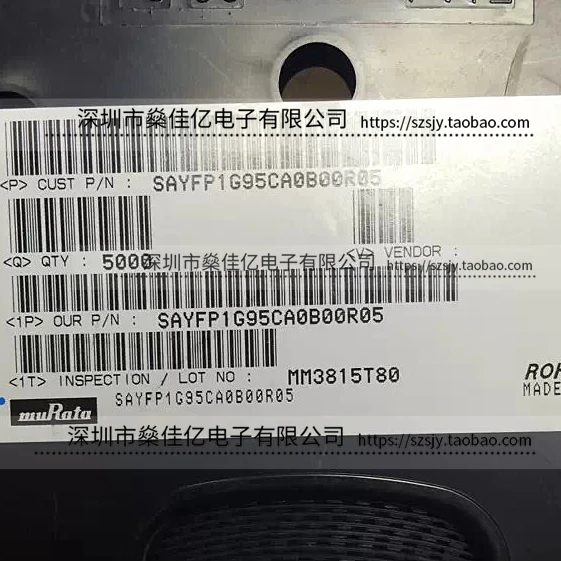 深圳市燊佳亿电子有限公司 https://szsjy.taobao.com
<P> CUST P/N : SAYFP1G95CA0B00R05
<Q> QTY : 5000 <V> VENDOR :
深圳市燊佳亿电子有限公司 https://szsjy.taobao.com
<1P> OUR P/N : SAYFP1G95CA0B00R05
<1T> INSPECTION / LOT NO : MM3815T80
muRata SAYFP1G95CA0B00R05 MADE
深圳市燊佳亿电子有限公司 https://szsjy.taobao.com